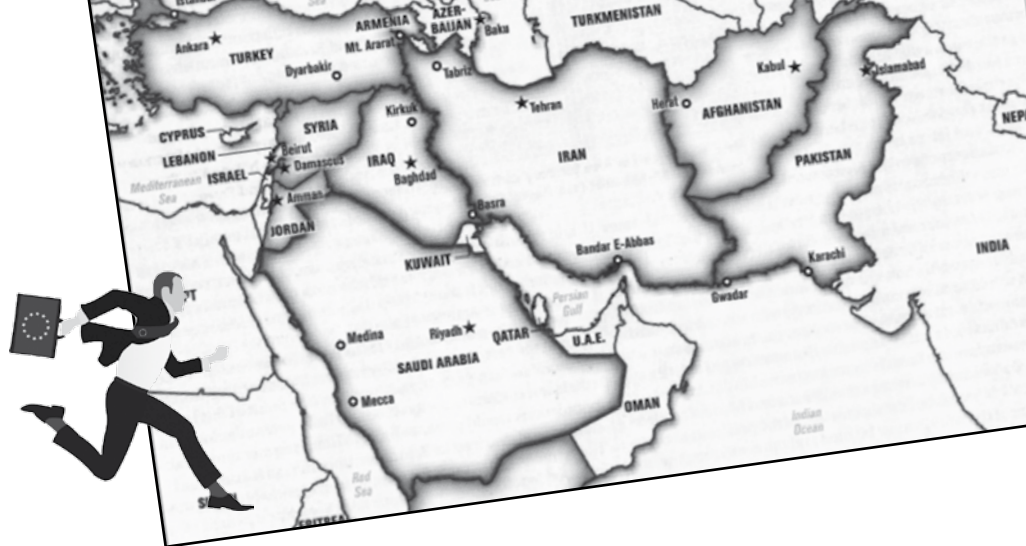 ARMENIA
AZER-
BAIJAN
Baka
TURKMENISTAN
Ankara
TURKEY
Mt. Ararat
Dyarbakir
Tabriz
Kabul
Islamabad
Tehran
Herat
AFGHANISTAN
Kirkuk
CYPRUS
SYRIA
LEBANON
Beirut
Damascus
IRAQ
Baghdad
IRAN
PAKISTAN
Mediterranean
Sea
ISRAEL
Amman
JORDAN
Basra
KUWAIT
Bandar E-Abbas
Karachi
INDIA
Gwadar
Persian
Gulf
Medina
Riyadh
QATAR
U.A.E.
SAUDI ARABIA
Mecca
OMAN
Indian
Ocean
Red
Sea
ERITREA